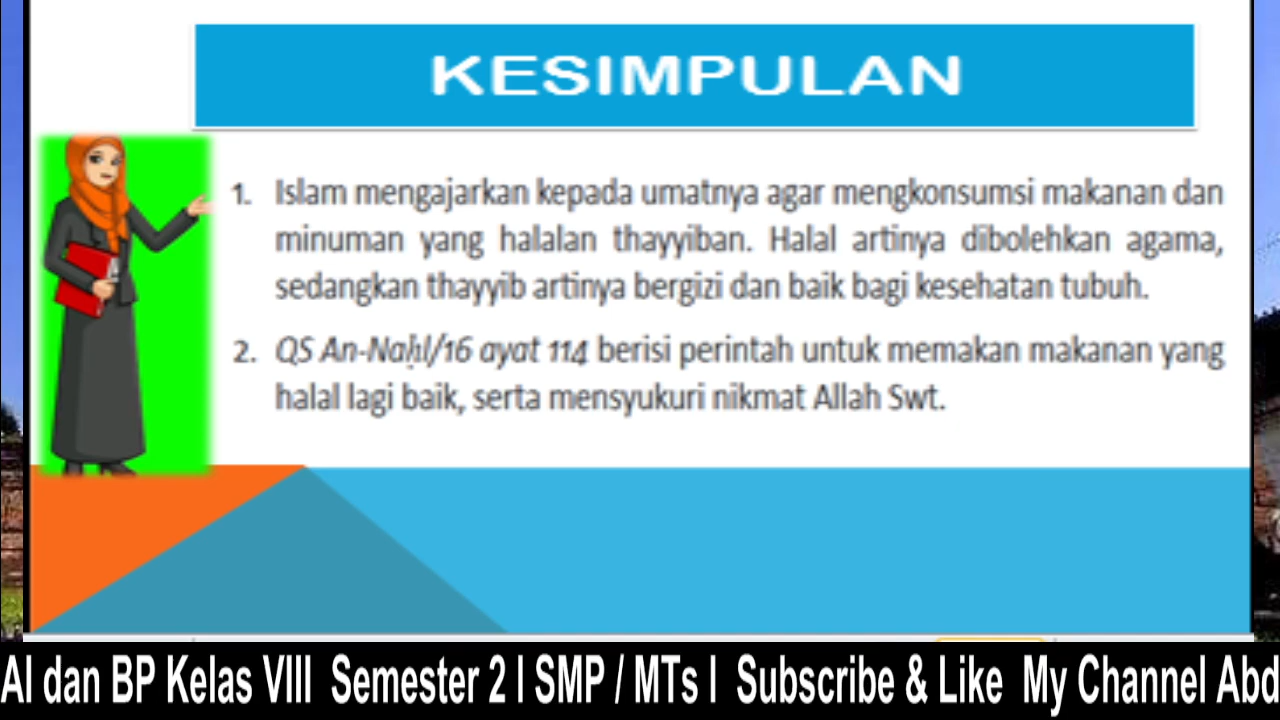 KESIMPULAN
1. Islam mengajarkan kepada umatnya agar mengkonsumsi makanan dan
minuman yang halalan thayyiban. Halal artinya dibolehkan agama,
sedangkan thayyib artinya bergizi dan baik bagi kesehatan tubuh.
2. QS An-Naḥl/16 ayat 114 berisi perintah untuk memakan makanan yang
halal lagi baik, serta mensyukuri nikmat Allah Swt.
AI dan BP Kelas VIII Semester 2 I SMP / MTs I Subscribe & Like My Channel Abd